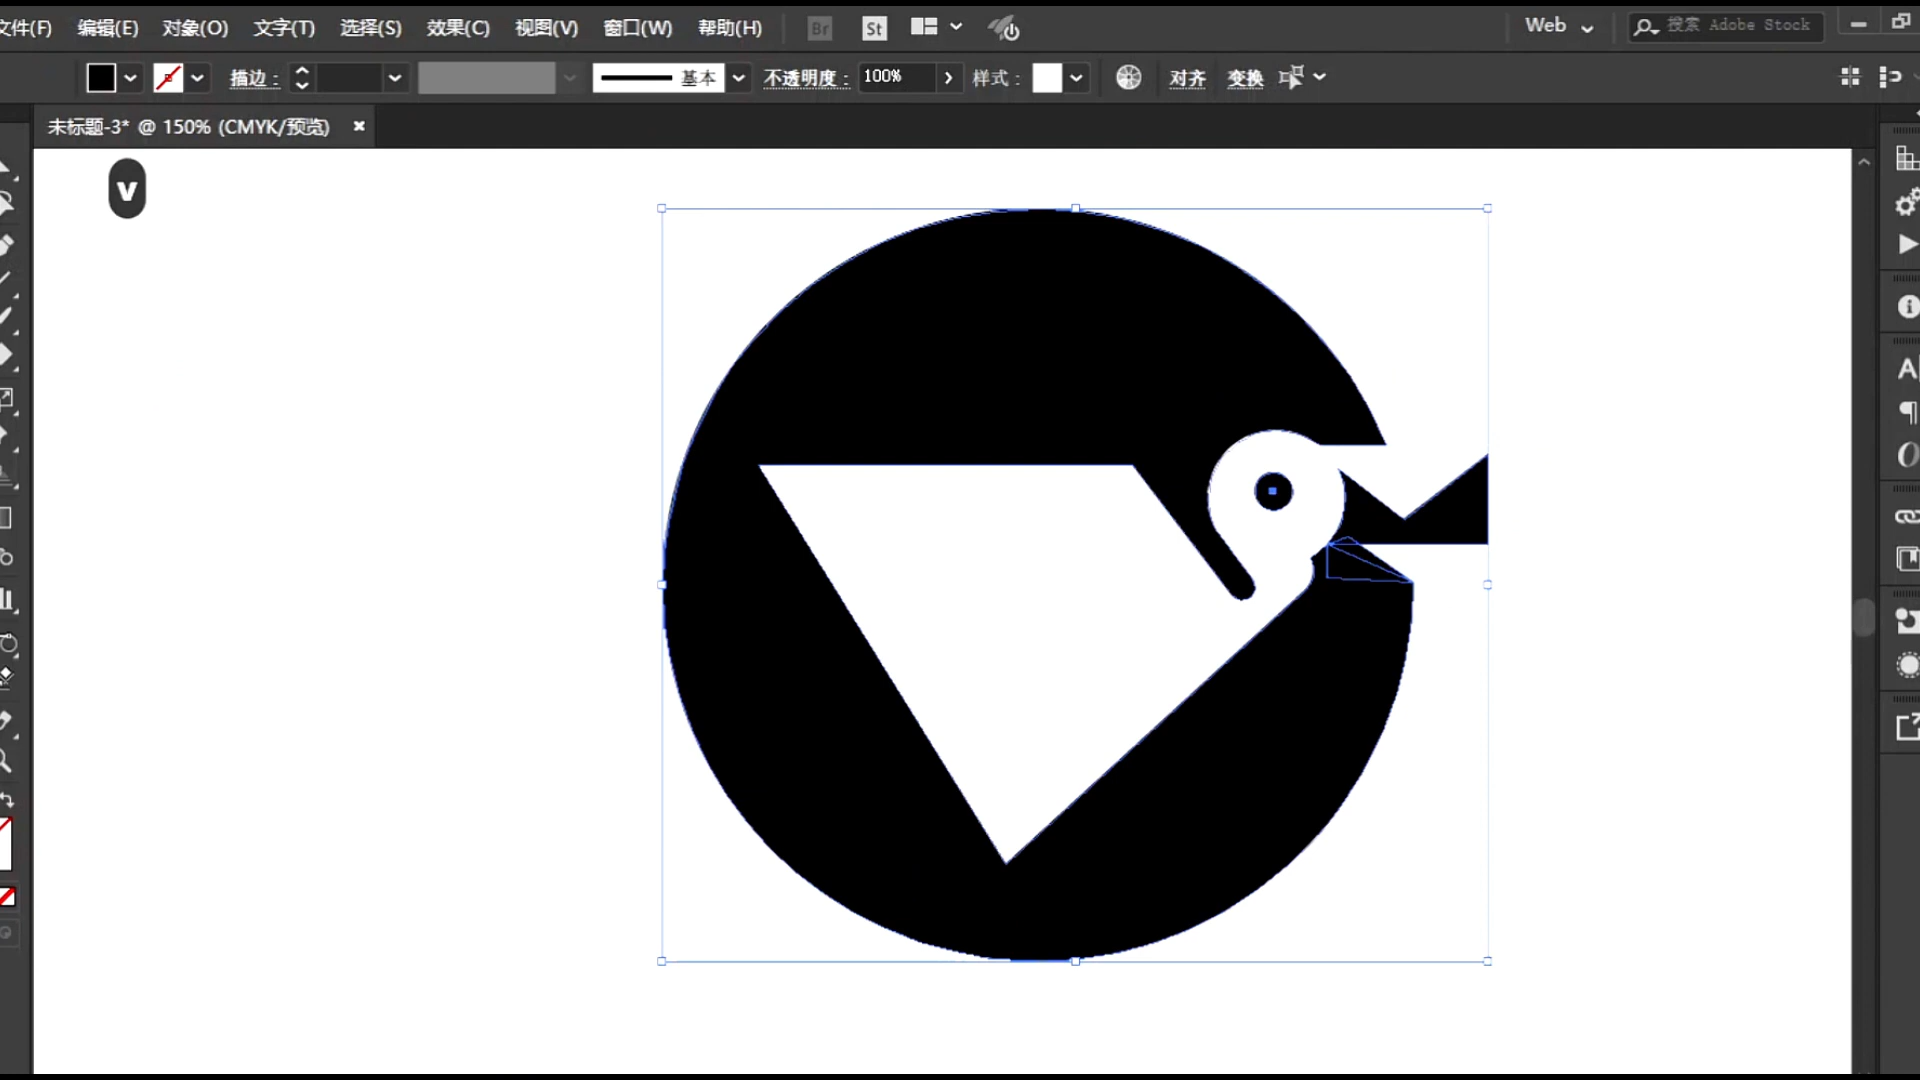 文件(F) 编辑(E) 对象(O) 文字(T) 选择(S) 效果(C) 视图(V) 窗口(W) 帮助(H) Br St Web 搜索 Adobe Stock
描边： 基本 不透明度： 100% 样式： 对齐 变换
未标题-3* @ 150% (CMYK/预览) ×
v